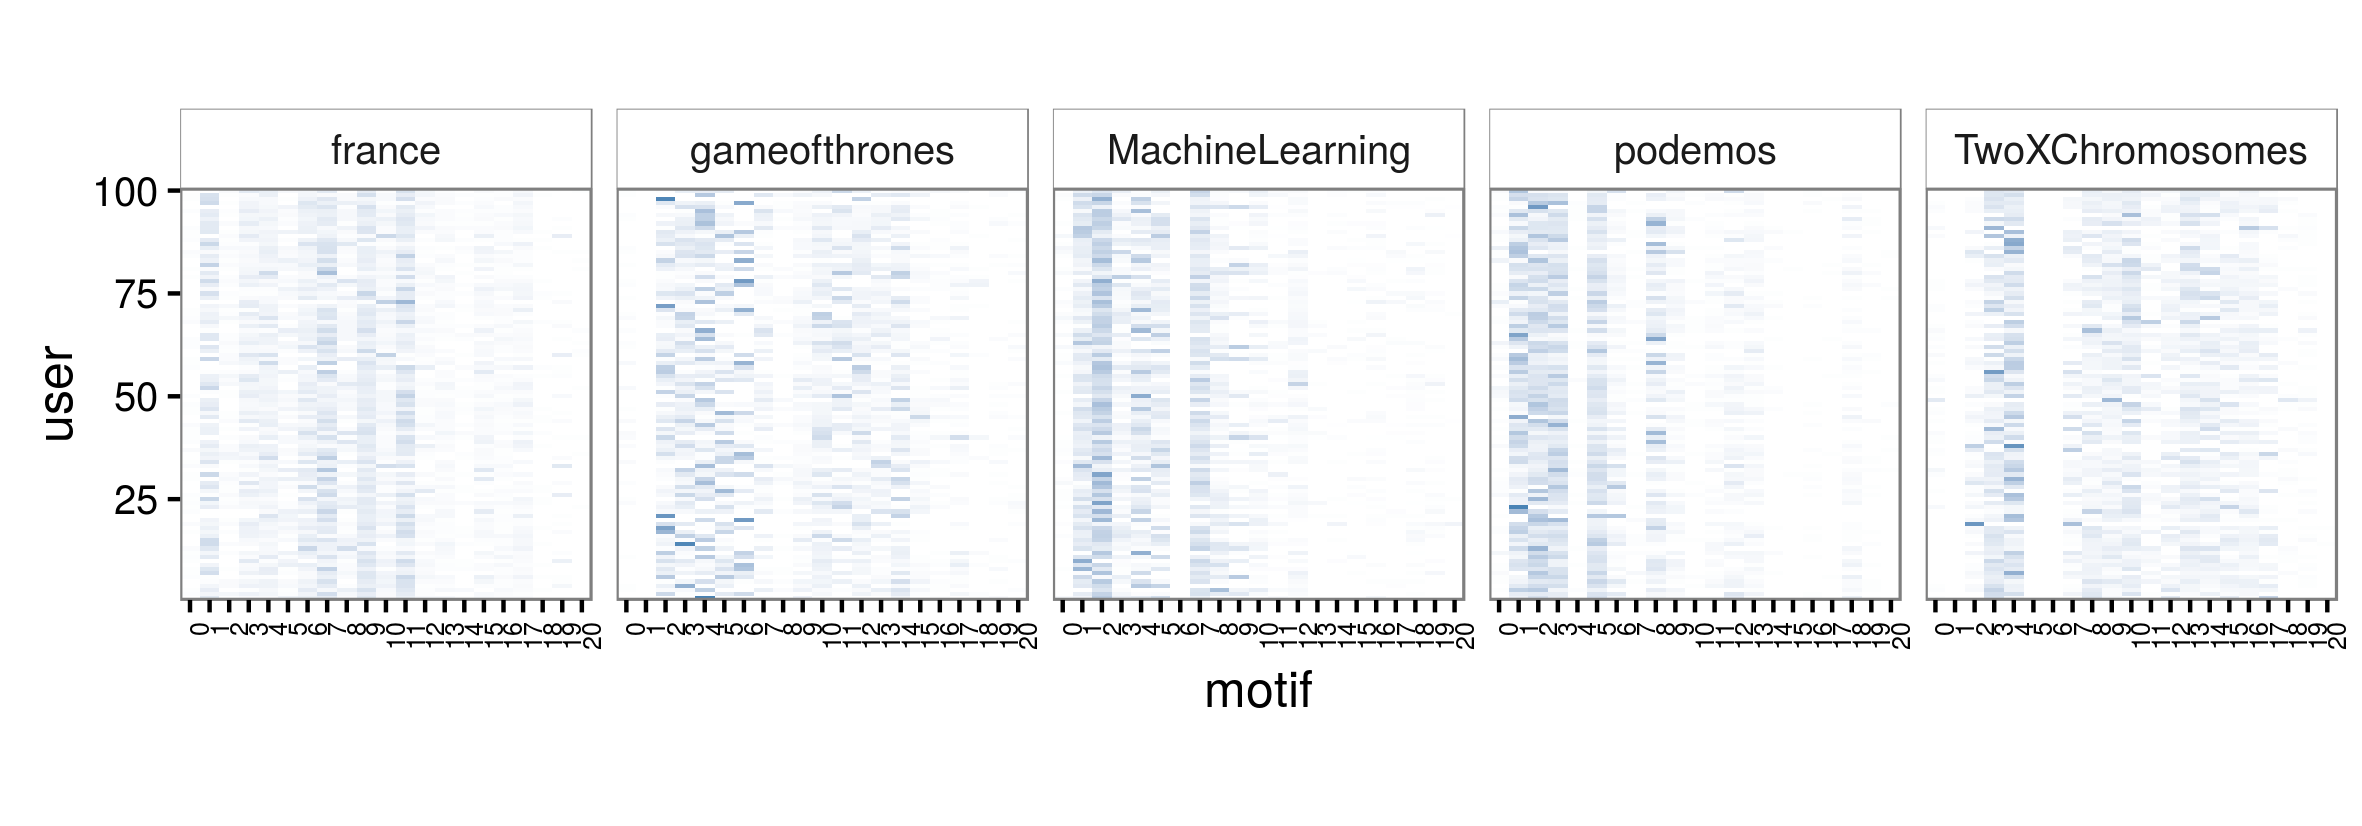 france gameofthrones MachineLearning podemos TwoXChromosomes
100
75
50
25
user
0 1 2 3 4 5 6 7 8 9 10 11 12 13 14 15 16 17 18 19 20 0 1 2 3 4 5 6 7 8 9 10 11 12 13 14 15 16 17 18 19 20 0 1 2 3 4 5 6 7 8 9 10 11 12 13 14 15 16 17 18 19 20 0 1 2 3 4 5 6 7 8 9 10 11 12 13 14 15 16 17 18 19 20 0 1 2 3 4 5 6 7 8 9 10 11 12 13 14 15 16 17 18 19 20
motif